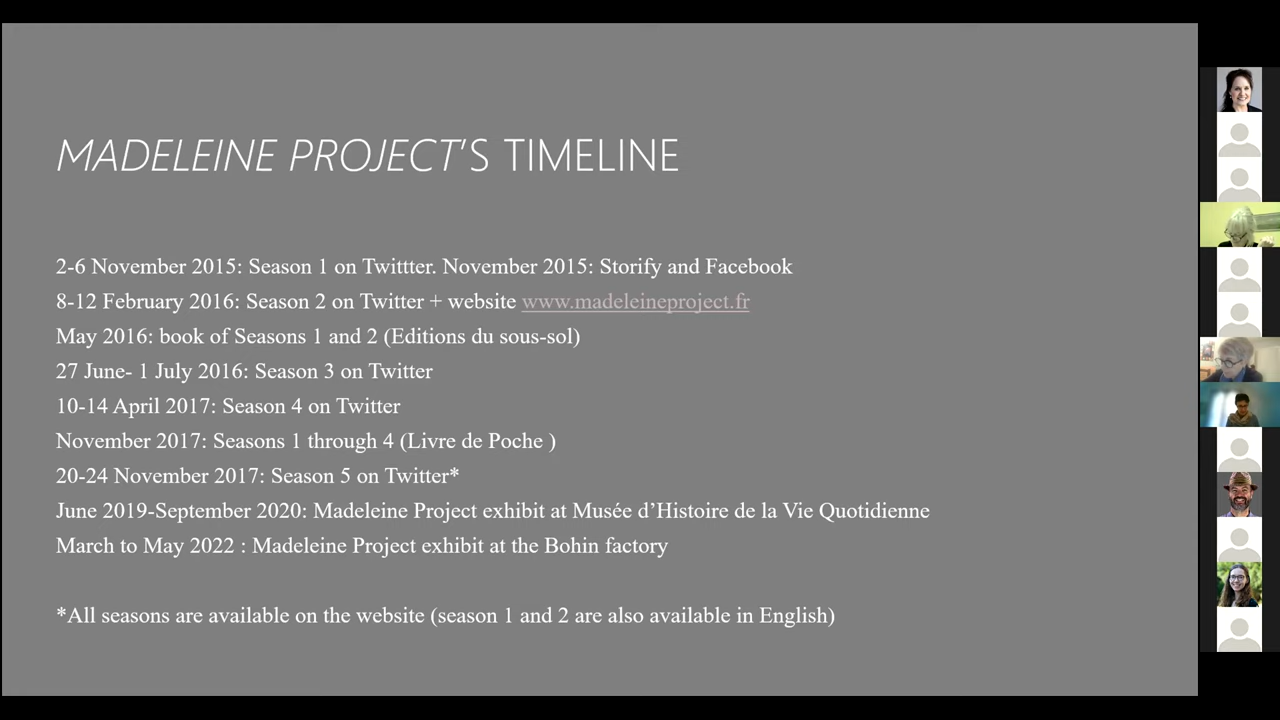 MADELEINE PROJECT'S TIMELINE
2-6 November 2015: Season 1 on Twittter. November 2015: Storify and Facebook
8-12 February 2016: Season 2 on Twitter + website www.madeleineproject.fr
May 2016: book of Seasons 1 and 2 (Editions du sous-sol)
27 June- 1 July 2016: Season 3 on Twitter
10-14 April 2017: Season 4 on Twitter
November 2017: Seasons 1 through 4 (Livre de Poche )
20-24 November 2017: Season 5 on Twitter*
June 2019-September 2020: Madeleine Project exhibit at Musée d’Histoire de la Vie Quotidienne
March to May 2022 : Madeleine Project exhibit at the Bohin factory
*All seasons are available on the website (season 1 and 2 are also available in English)